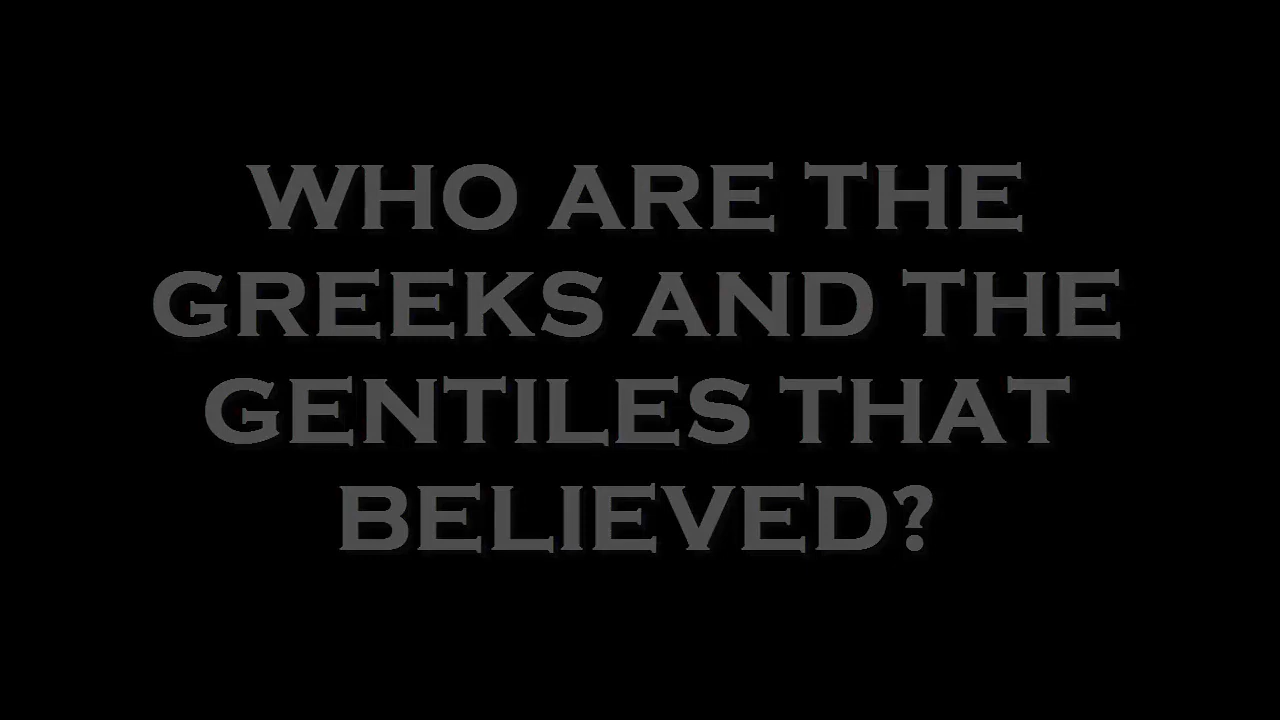 WHO ARE THE
GREEKS AND THE
GENTILES THAT
BELIEVED?